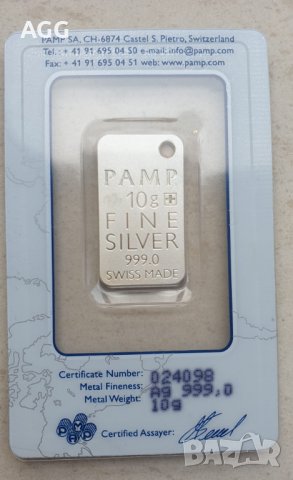 AGG
PAMP SA, CH-6874 Castel S. Pietro, Switzerland
Tel.: + 41 91 695 04 50 e-mail: info@pamp.com
Fax: + 41 91 695 04 51 web: www.pamp.com
PAMP
10g
FINE
SILVER
999.0
SWISS MADE
Certificate Number: 024098
Metal Fineness: Ag 999,0
Metal Weight: 10g
PAMP
Certified Assayer:
BAZAR